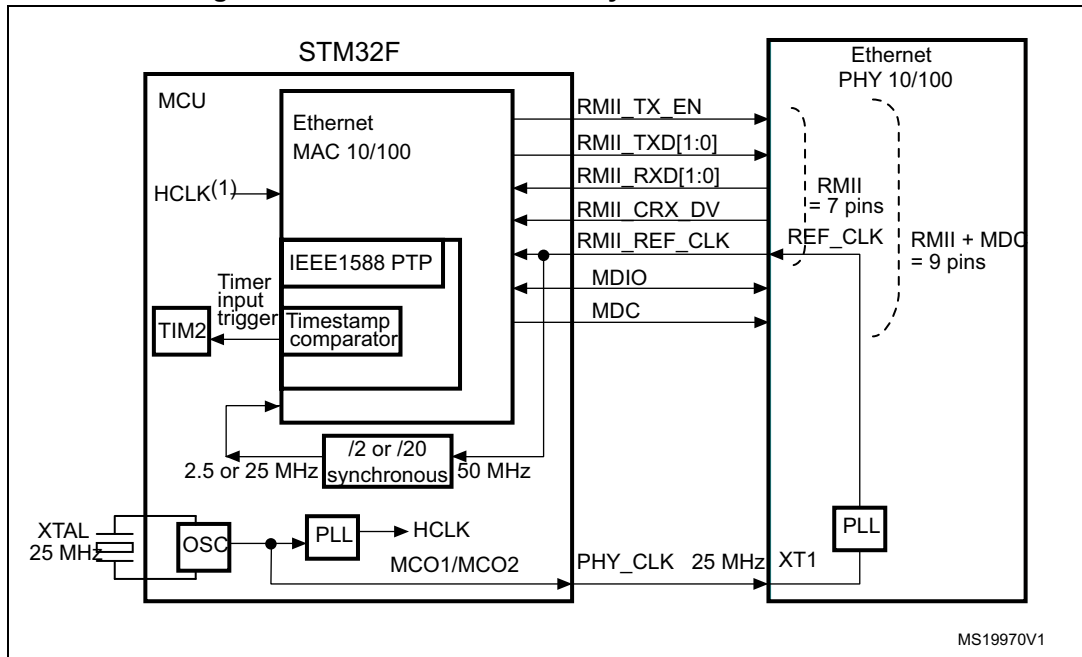 STM32F
MCU
Ethernet
MAC 10/100
HCLK(1)
IEEE1588 PTP
Timer
input
trigger
TIM2
Timestamp
comparator
/2 or /20
synchronous
2.5 or 25 MHz
50 MHz
XTAL
25 MHz
OSC
PLL
HCLK
MCO1/MCO2
RMII_TX_EN
RMII_TXD[1:0]
RMII_RXD[1:0]
RMII_CRX_DV
RMII_REF_CLK
MDIO
MDC
PHY_CLK 25 MHz
Ethernet
PHY 10/100
RMII
= 7 pins
REF_CLK
RMII + MDC
= 9 pins
PLL
XT1
MS19970V1